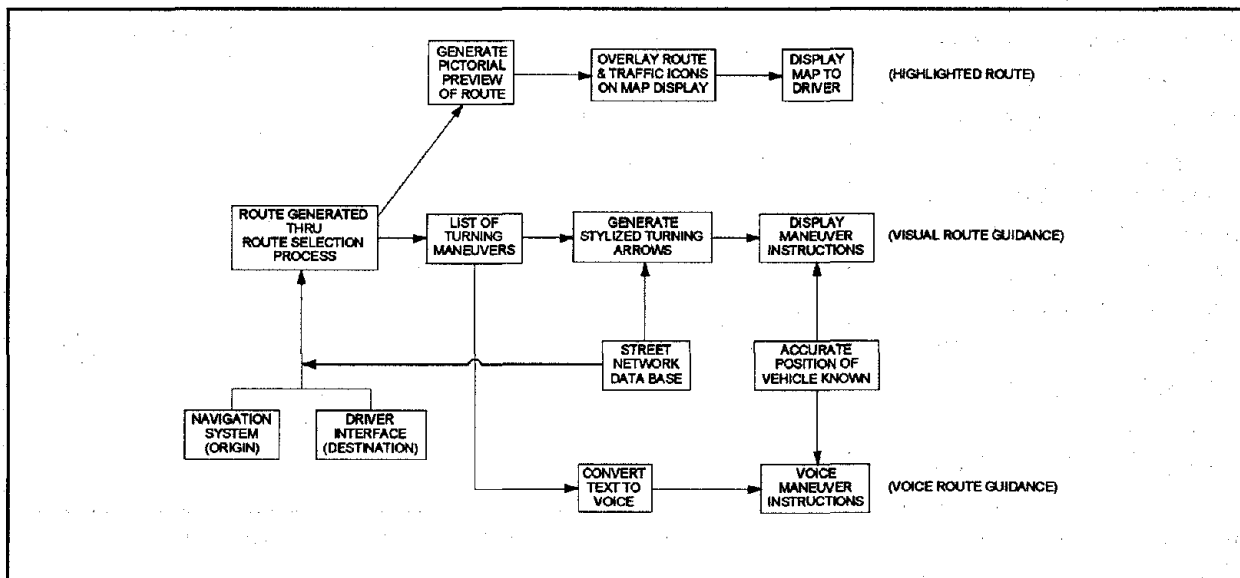 GENERATE
PICTORIAL
PREVIEW
OF ROUTE
OVERLAY ROUTE
& TRAFFIC ICONS
ON MAP DISPLAY
DISPLAY
MAP TO
DRIVER
(HIGHLIGHTED ROUTE)
ROUTE GENERATED
THRU
ROUTE SELECTION
PROCESS
LIST OF
TURNING
MANEUVERS
GENERATE
STYLIZED TURNING
ARROWS
DISPLAY
MANEUVER
INSTRUCTIONS
(VISUAL ROUTE GUIDANCE)
STREET
NETWORK
DATA BASE
ACCURATE
POSITION OF
VEHICLE KNOWN
NAVIGATION
SYSTEM
(ORIGIN)
DRIVER
INTERFACE
(DESTINATION)
CONVERT
TEXT TO
VOICE
VOICE
MANEUVER
INSTRUCTIONS
(VOICE ROUTE GUIDANCE)